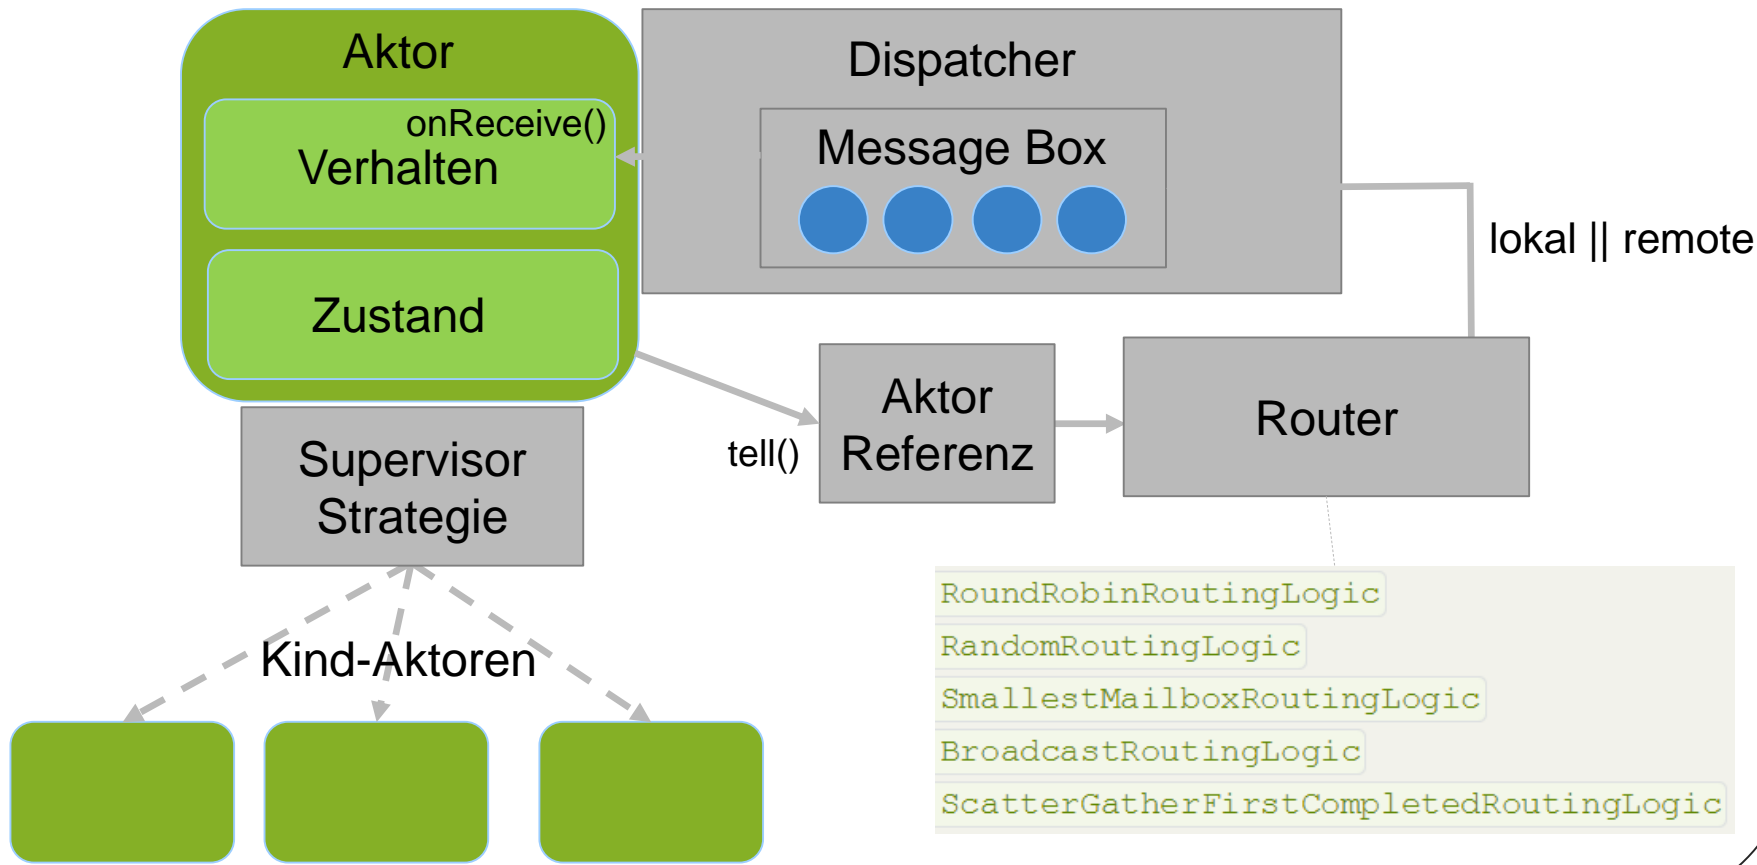 Aktor
onReceive()
Verhalten
Zustand
Dispatcher
Message Box
lokal || remote
Supervisor
Strategie
tell()
Aktor
Referenz
Router
Kind-Aktoren
RoundRobinRoutingLogic
RandomRoutingLogic
SmallestMailboxRoutingLogic
BroadcastRoutingLogic
ScatterGatherFirstCompletedRoutingLogic